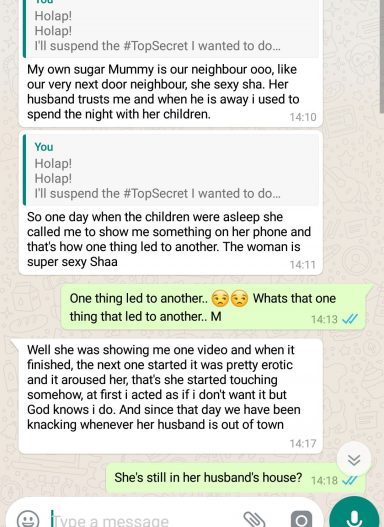 You
Holap!
Holap!
I'll suspend the #TopSecret I wanted to do…
My own sugar Mummy is our neighbour ooo, like
our very next door neighbour, she sexy sha. Her
husband trusts me and when he is away i used to
spend the night with her children.
14:10
You
Holap!
Holap!
I'll suspend the #TopSecret I wanted to do…
So one day when the children were asleep she
called me to show me something on her phone and
that's how one thing led to another. The woman is
super sexy Shaa
14:11
One thing led to another.. 😒😒 Whats that one
thing that led to another.. M
14:13
Well she was showing me one video and when it
finished, the next one started it was pretty erotic
and it aroused her, that's she started touching
somehow, at first i acted as if i don't want it but
God knows i do. And since that day we have been
knacking whenever her husband is out of town
14:17
She's still in her husband's house? 14:18
Type a message